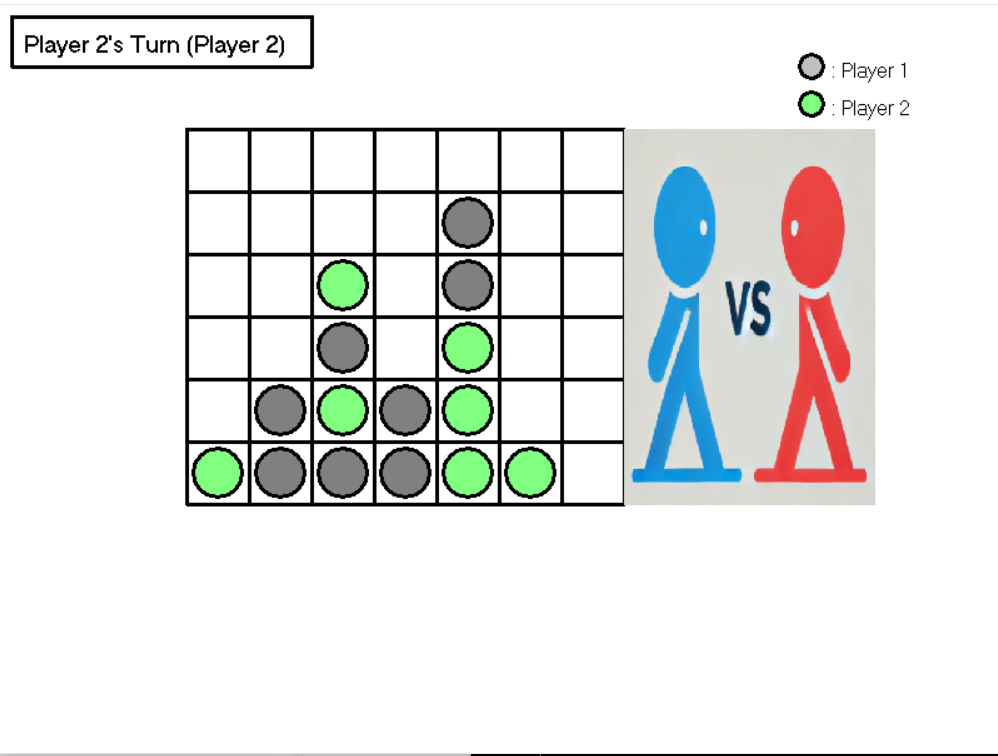 Player 2's Turn (Player 2)
: Player 1
: Player 2
VS